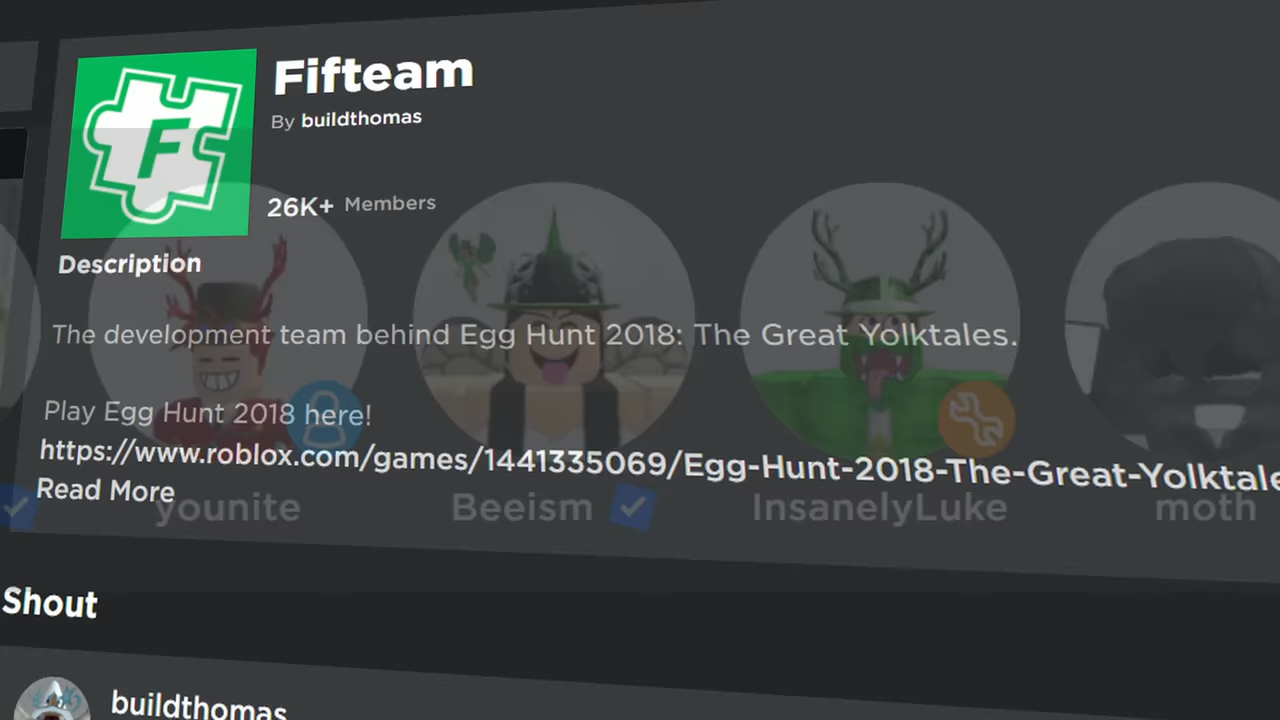 F
Fifteam
By buildthomas
26K+ Members
Description
The development team behind Egg Hunt 2018: The Great Yolktales.
Play Egg Hunt 2018 here!
https://www.roblox.com/games/1441335069/Egg-Hunt-2018-The-Great-Yolktale
Read More
younite Beeism InsanelyLuke moth
Shout
buildthomas